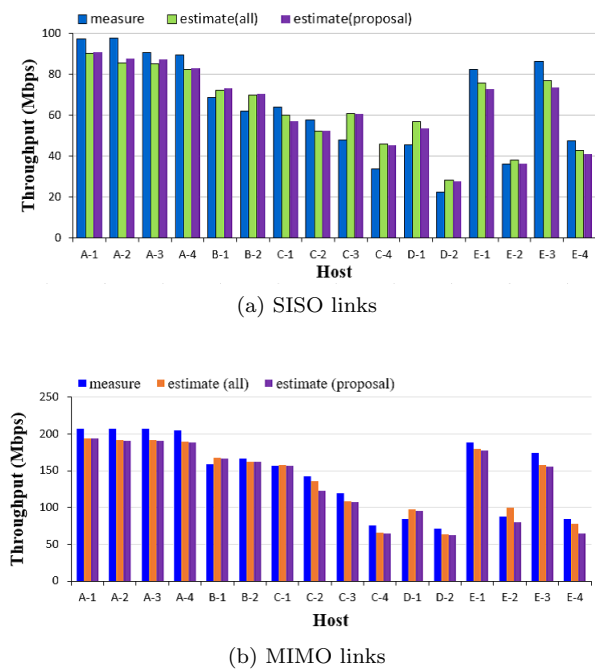 measure estimate(all) estimate(proposal)
Throughput (Mbps)
100
80
60
40
20
0
A-1 A-2 A-3 A-4 B-1 B-2 C-1 C-2 C-3 C-4 D-1 D-2 E-1 E-2 E-3 E-4
Host
(a) SISO links
measure estimate (all) estimate (proposal)
Throughput (Mbps)
250
200
150
100
50
0
A-1 A-2 A-3 A-4 B-1 B-2 C-1 C-2 C-3 C-4 D-1 D-2 E-1 E-2 E-3 E-4
Host
(b) MIMO links